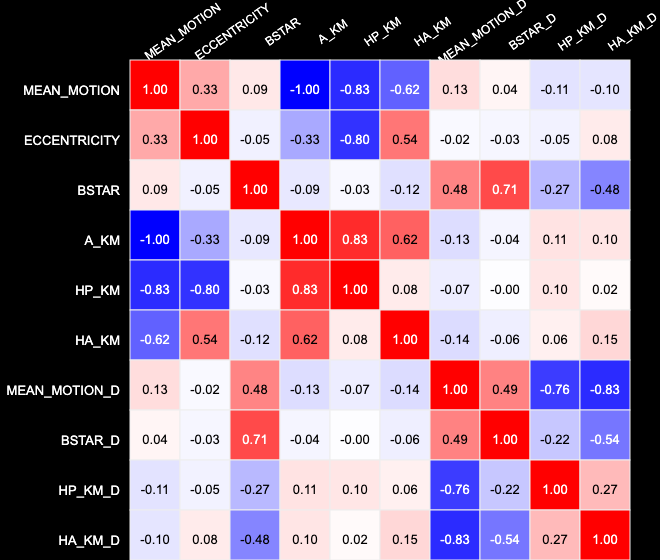 MEAN_MOTION ECCENTRICITY BSTAR A_KM HP_KM HA_KM MEAN_MOTION_D BSTAR_D HP_KM_D HA_KM_D
MEAN_MOTION 1.00 0.33 0.09 -1.00 -0.83 -0.62 0.13 0.04 -0.11 -0.10
ECCENTRICITY 0.33 1.00 -0.05 -0.33 -0.80 0.54 -0.02 -0.03 -0.05 0.08
BSTAR 0.09 -0.05 1.00 -0.09 -0.03 -0.12 0.48 0.71 -0.27 -0.48
A_KM -1.00 -0.33 -0.09 1.00 0.83 0.62 -0.13 -0.04 0.11 0.10
HP_KM -0.83 -0.80 -0.03 0.83 1.00 0.08 -0.07 -0.00 0.10 0.02
HA_KM -0.62 0.54 -0.12 0.62 0.08 1.00 -0.14 -0.06 0.06 0.15
MEAN_MOTION_D 0.13 -0.02 0.48 -0.13 -0.07 -0.14 1.00 0.49 -0.76 -0.83
BSTAR_D 0.04 -0.03 0.71 -0.04 -0.00 -0.06 0.49 1.00 -0.22 -0.54
HP_KM_D -0.11 -0.05 -0.27 0.11 0.10 0.06 -0.76 -0.22 1.00 0.27
HA_KM_D -0.10 0.08 -0.48 0.10 0.02 0.15 -0.83 -0.54 0.27 1.00